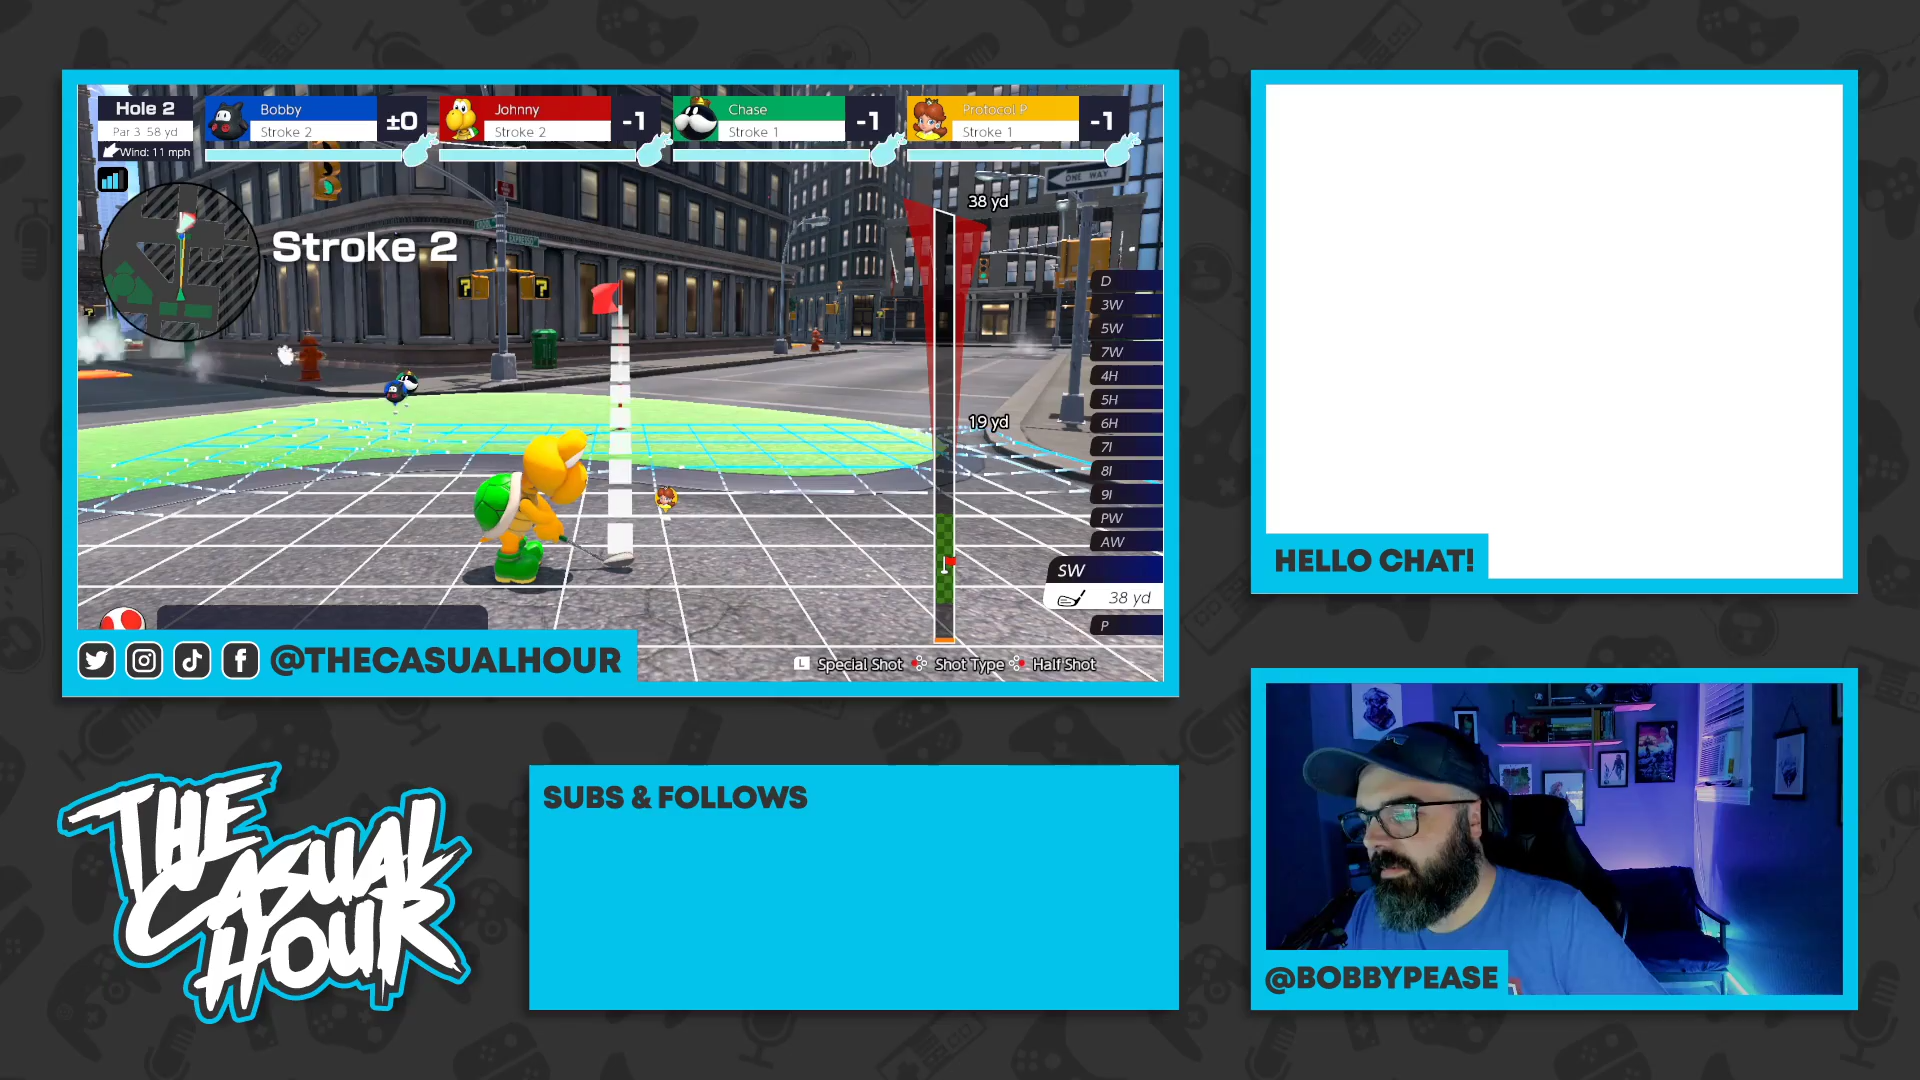 Hole 2
Par 3 58 yd
Wind: 11 mph
Bobby
Stroke 2
±0
Johnny
Stroke 2
-1
Chase
Stroke 1
-1
Protocol P
Stroke 1
-1
Stroke 2
ONE WAY
38 yd
19 yd
D
3W
5W
7W
4H
5H
6H
7I
8I
9I
PW
AW
SW
38 yd
P
L Special Shot
Shot Type
Half Shot
@THECASUALHOUR
HELLO CHAT!
THE
CASUAL
HOUR
SUBS & FOLLOWS
@BOBBYPEASE